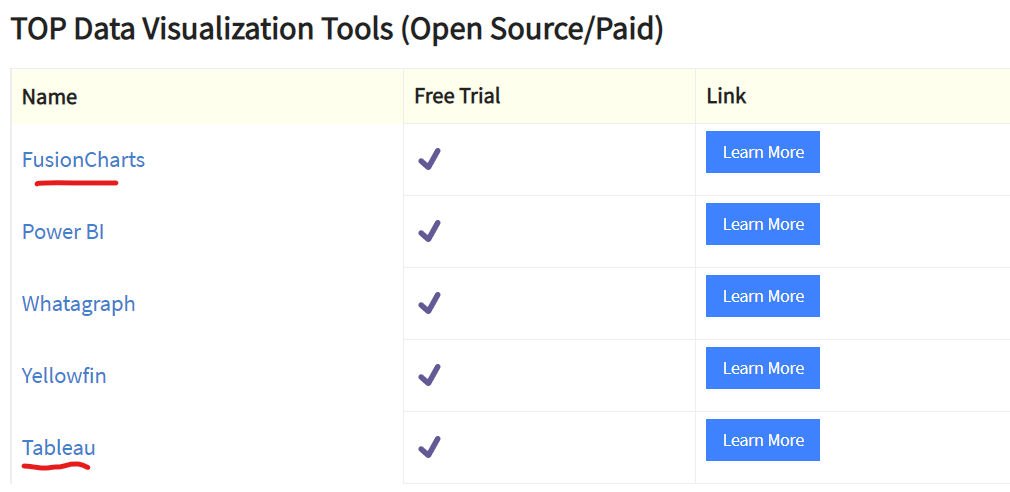 TOP Data Visualization Tools (Open Source/Paid)
Name Free Trial Link
FusionCharts Learn More
Power BI Learn More
Whatagraph Learn More
Yellowfin Learn More
Tableau Learn More